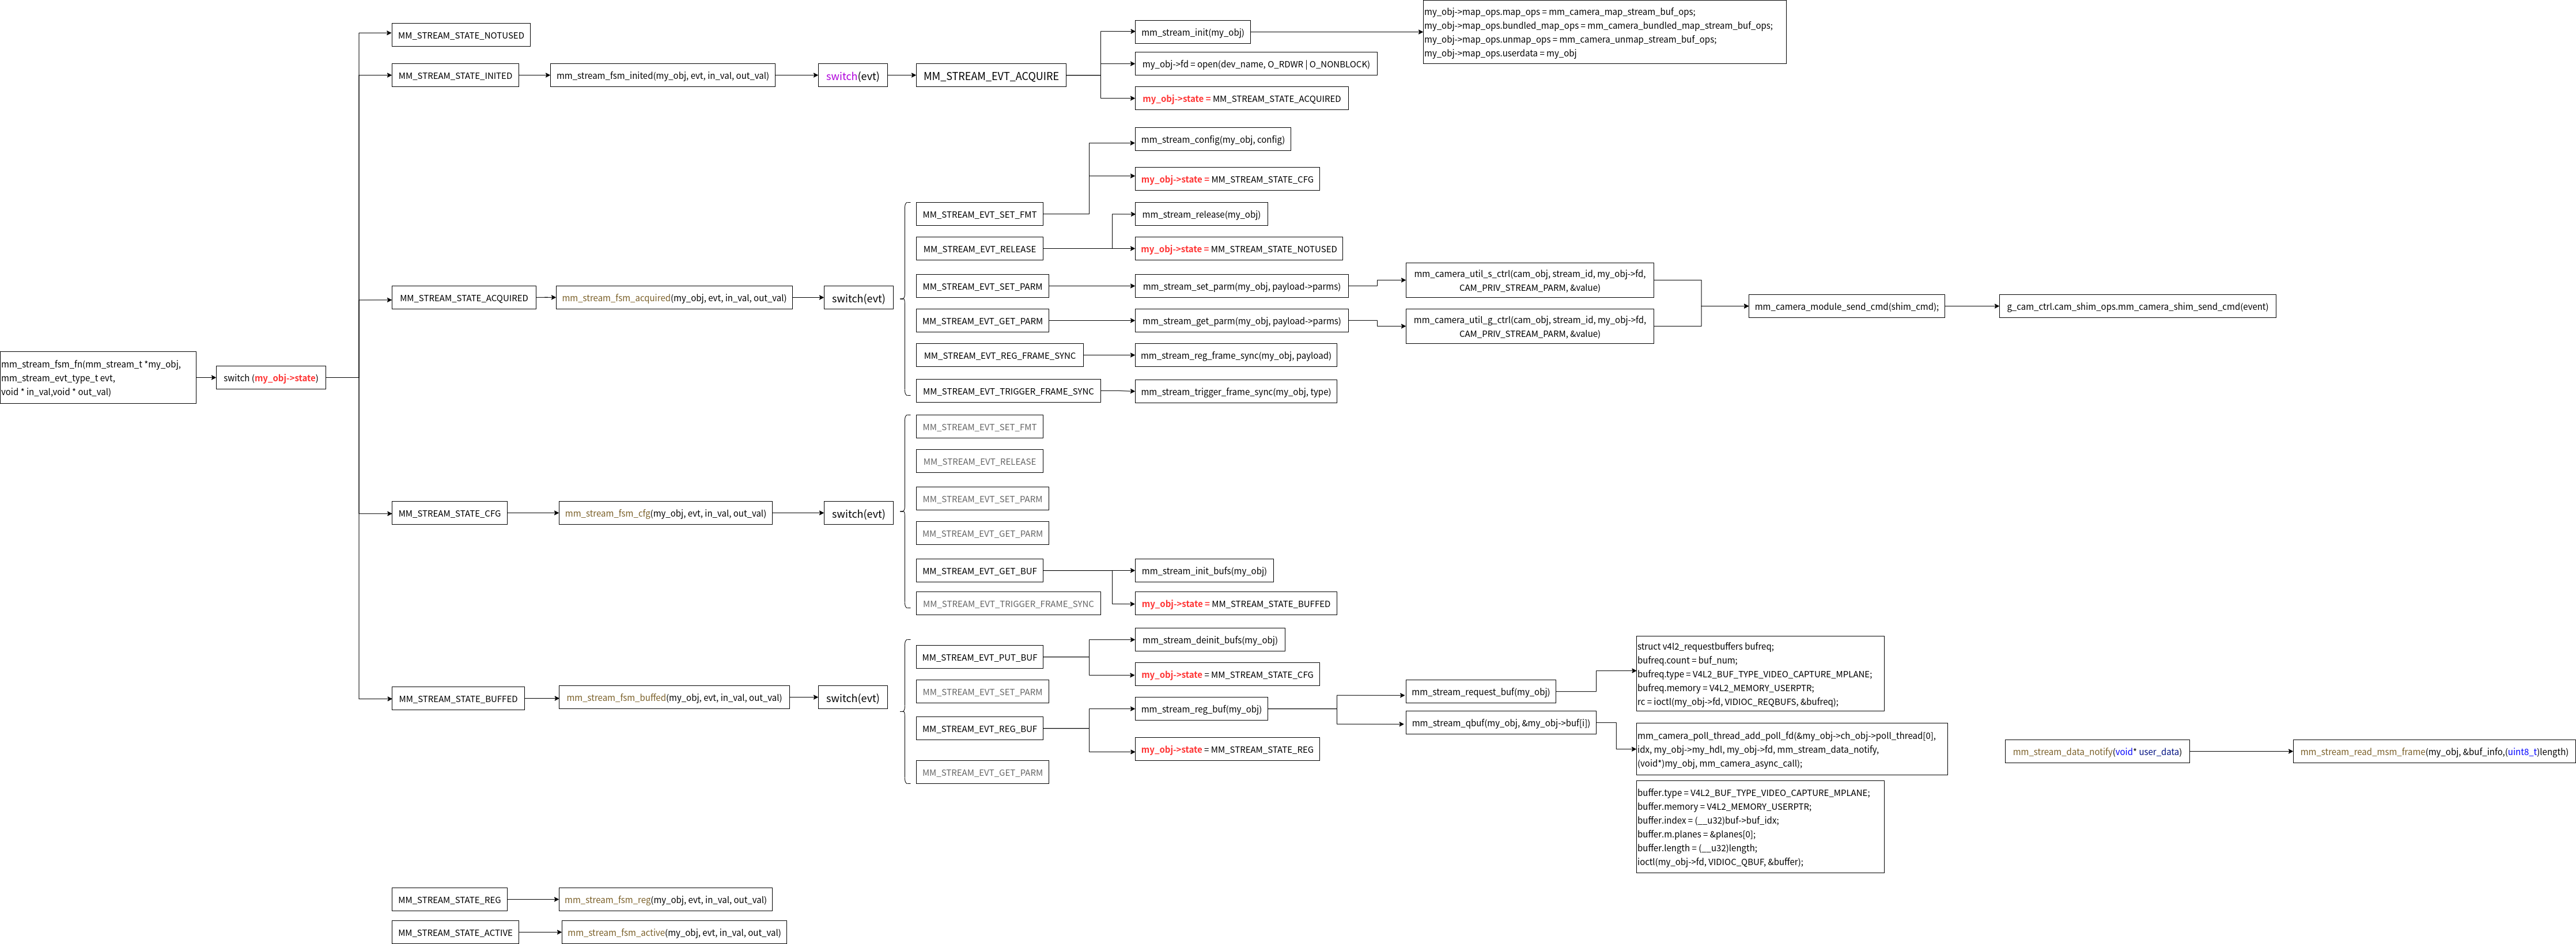 mm_stream_fsm_fn(mm_stream_t *my_obj,
mm_stream_evt_type_t evt,
void * in_val,void * out_val)
switch (my_obj->state)
MM_STREAM_STATE_NOTUSED
MM_STREAM_STATE_INITED
mm_stream_fsm_inited(my_obj, evt, in_val, out_val)
switch(evt)
MM_STREAM_EVT_ACQUIRE
mm_stream_init(my_obj)
my_obj->map_ops.map_ops = mm_camera_map_stream_buf_ops;
my_obj->map_ops.bundled_map_ops = mm_camera_bundled_map_stream_buf_ops;
my_obj->map_ops.unmap_ops = mm_camera_unmap_stream_buf_ops;
my_obj->map_ops.userdata = my_obj
my_obj->fd = open(dev_name, O_RDWR | O_NONBLOCK)
my_obj->state = MM_STREAM_STATE_ACQUIRED
MM_STREAM_STATE_ACQUIRED
mm_stream_fsm_acquired(my_obj, evt, in_val, out_val)
switch(evt)
MM_STREAM_EVT_SET_FMT
mm_stream_config(my_obj, config)
my_obj->state = MM_STREAM_STATE_CFG
MM_STREAM_EVT_RELEASE
mm_stream_release(my_obj)
my_obj->state = MM_STREAM_STATE_NOTUSED
MM_STREAM_EVT_SET_PARM
mm_stream_set_parm(my_obj, payload->parms)
mm_camera_util_s_ctrl(cam_obj, stream_id, my_obj->fd,
CAM_PRIV_STREAM_PARM, &value)
MM_STREAM_EVT_GET_PARM
mm_stream_get_parm(my_obj, payload->parms)
mm_camera_util_g_ctrl(cam_obj, stream_id, my_obj->fd,
CAM_PRIV_STREAM_PARM, &value)
mm_camera_module_send_cmd(shim_cmd);
g_cam_ctrl.cam_shim_ops.mm_camera_shim_send_cmd(event)
MM_STREAM_EVT_REG_FRAME_SYNC
mm_stream_reg_frame_sync(my_obj, payload)
MM_STREAM_EVT_TRIGGER_FRAME_SYNC
mm_stream_trigger_frame_sync(my_obj, type)
MM_STREAM_STATE_CFG
mm_stream_fsm_cfg(my_obj, evt, in_val, out_val)
switch(evt)
MM_STREAM_EVT_SET_FMT
MM_STREAM_EVT_RELEASE
MM_STREAM_EVT_SET_PARM
MM_STREAM_EVT_GET_PARM
MM_STREAM_EVT_GET_BUF
mm_stream_init_bufs(my_obj)
my_obj->state = MM_STREAM_STATE_BUFFED
MM_STREAM_EVT_TRIGGER_FRAME_SYNC
MM_STREAM_STATE_BUFFED
mm_stream_fsm_buffed(my_obj, evt, in_val, out_val)
switch(evt)
MM_STREAM_EVT_PUT_BUF
mm_stream_deinit_bufs(my_obj)
my_obj->state = MM_STREAM_STATE_CFG
MM_STREAM_EVT_SET_PARM
MM_STREAM_EVT_REG_BUF
mm_stream_reg_buf(my_obj)
my_obj->state = MM_STREAM_STATE_REG
MM_STREAM_EVT_GET_PARM
mm_stream_request_buf(my_obj)
struct v4l2_requestbuffers bufreq;
bufreq.count = buf_num;
bufreq.type = V4L2_BUF_TYPE_VIDEO_CAPTURE_MPLANE;
bufreq.memory = V4L2_MEMORY_USERPTR;
rc = ioctl(my_obj->fd, VIDIOC_REQBUFS, &bufreq);
mm_stream_qbuf(my_obj, &my_obj->buf[i])
mm_camera_poll_thread_add_poll_fd(&my_obj->ch_obj->poll_thread[0],
idx, my_obj->my_hdl, my_obj->fd, mm_stream_data_notify,
(void*)my_obj, mm_camera_async_call);
buffer.type = V4L2_BUF_TYPE_VIDEO_CAPTURE_MPLANE;
buffer.memory = V4L2_MEMORY_USERPTR;
buffer.index = (__u32)buf->buf_idx;
buffer.m.planes = &planes[0];
buffer.length = (__u32)length;
ioctl(my_obj->fd, VIDIOC_QBUF, &buffer);
mm_stream_data_notify(void* user_data)
mm_stream_read_msm_frame(my_obj, &buf_info,(uint8_t)length)
MM_STREAM_STATE_REG
mm_stream_fsm_reg(my_obj, evt, in_val, out_val)
MM_STREAM_STATE_ACTIVE
mm_stream_fsm_active(my_obj, evt, in_val, out_val)